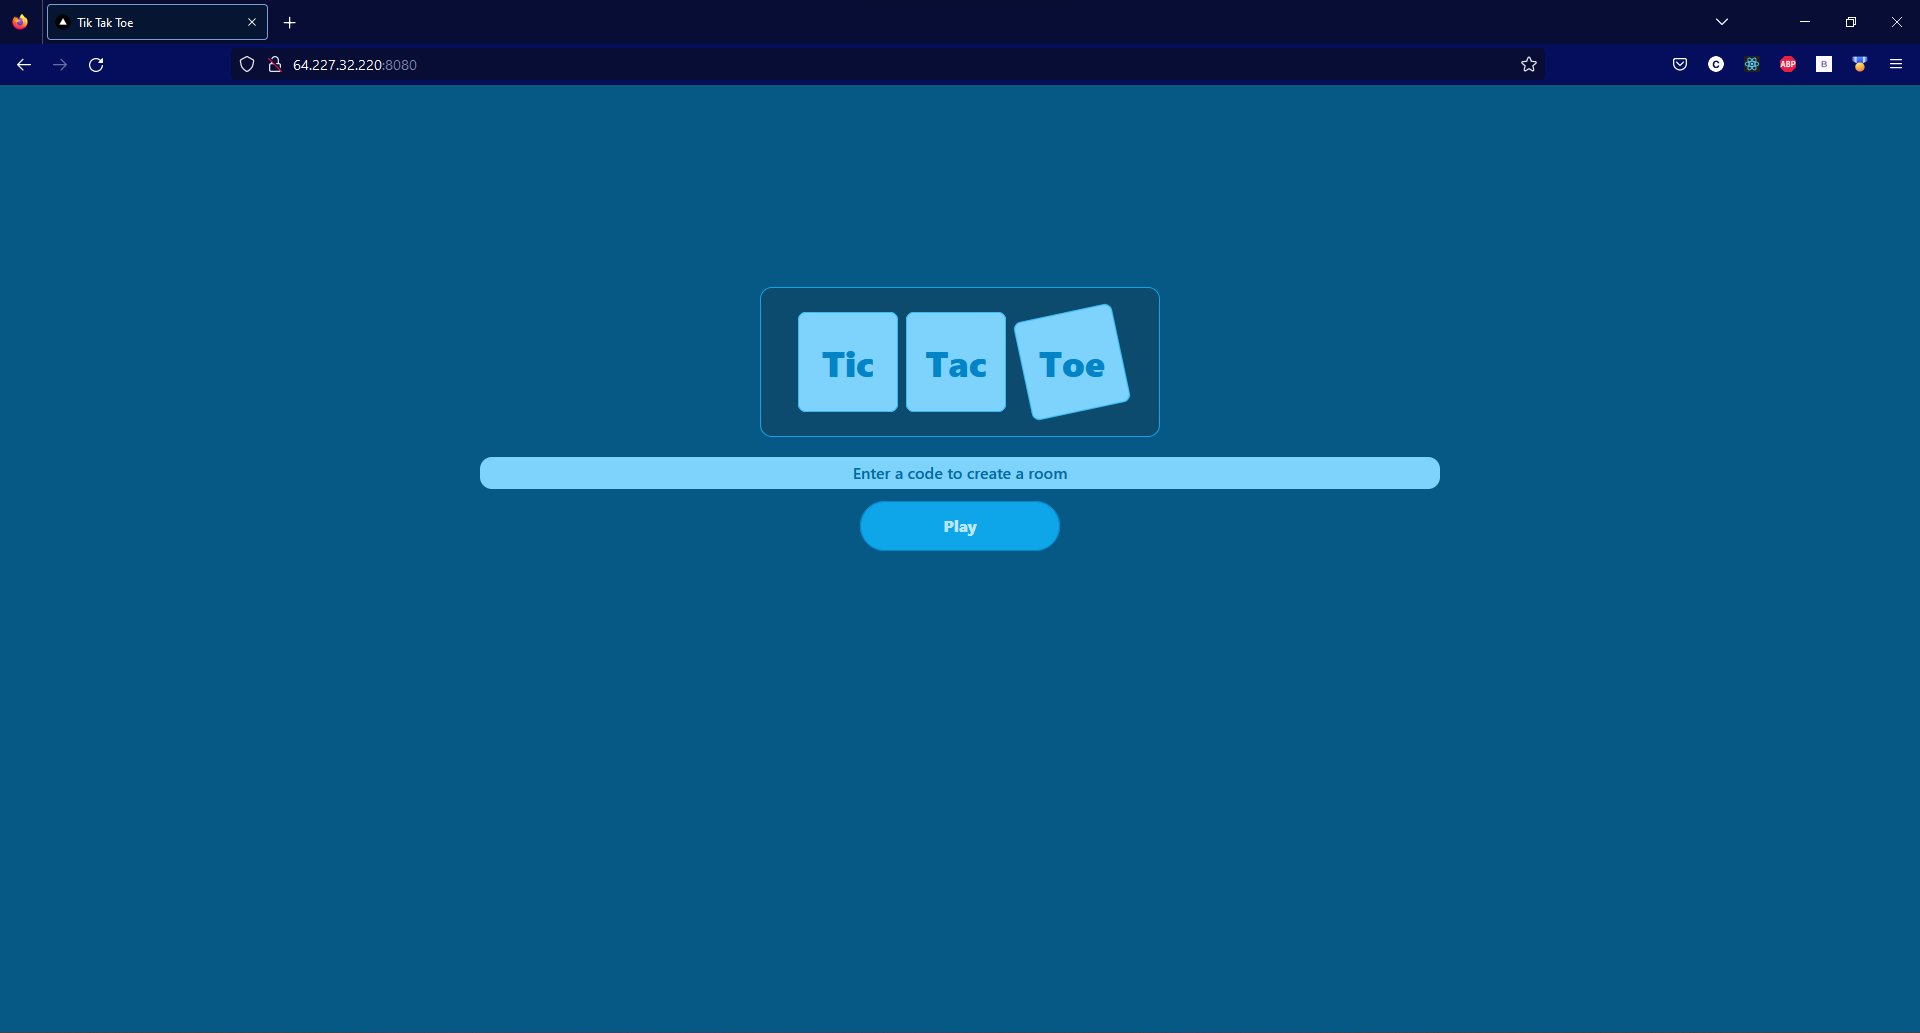 Tik Tak Toe
64.227.32.220:8080
C
ABP
B
Tic Tac Toe
Enter a code to create a room
Play